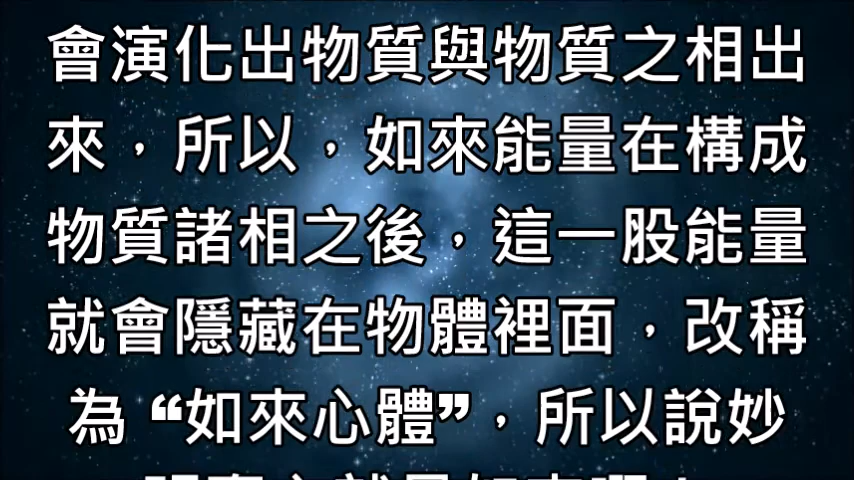 會演化出物質與物質之相出
來，所以，如來能量在構成
物質諸相之後，這一股能量
就會隱藏在物體裡面，改稱
為 “如來心體”，所以說妙